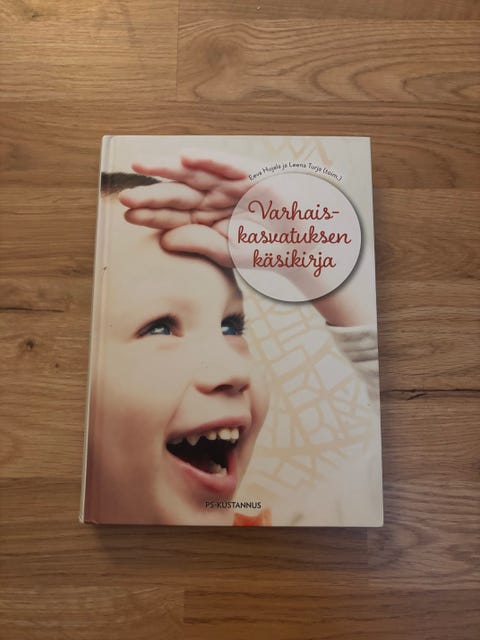 Eeva Hujala ja Leena Turja (toim.)
Varhais-
kasvatuksen
käsikirja
PS-KUSTANNUS